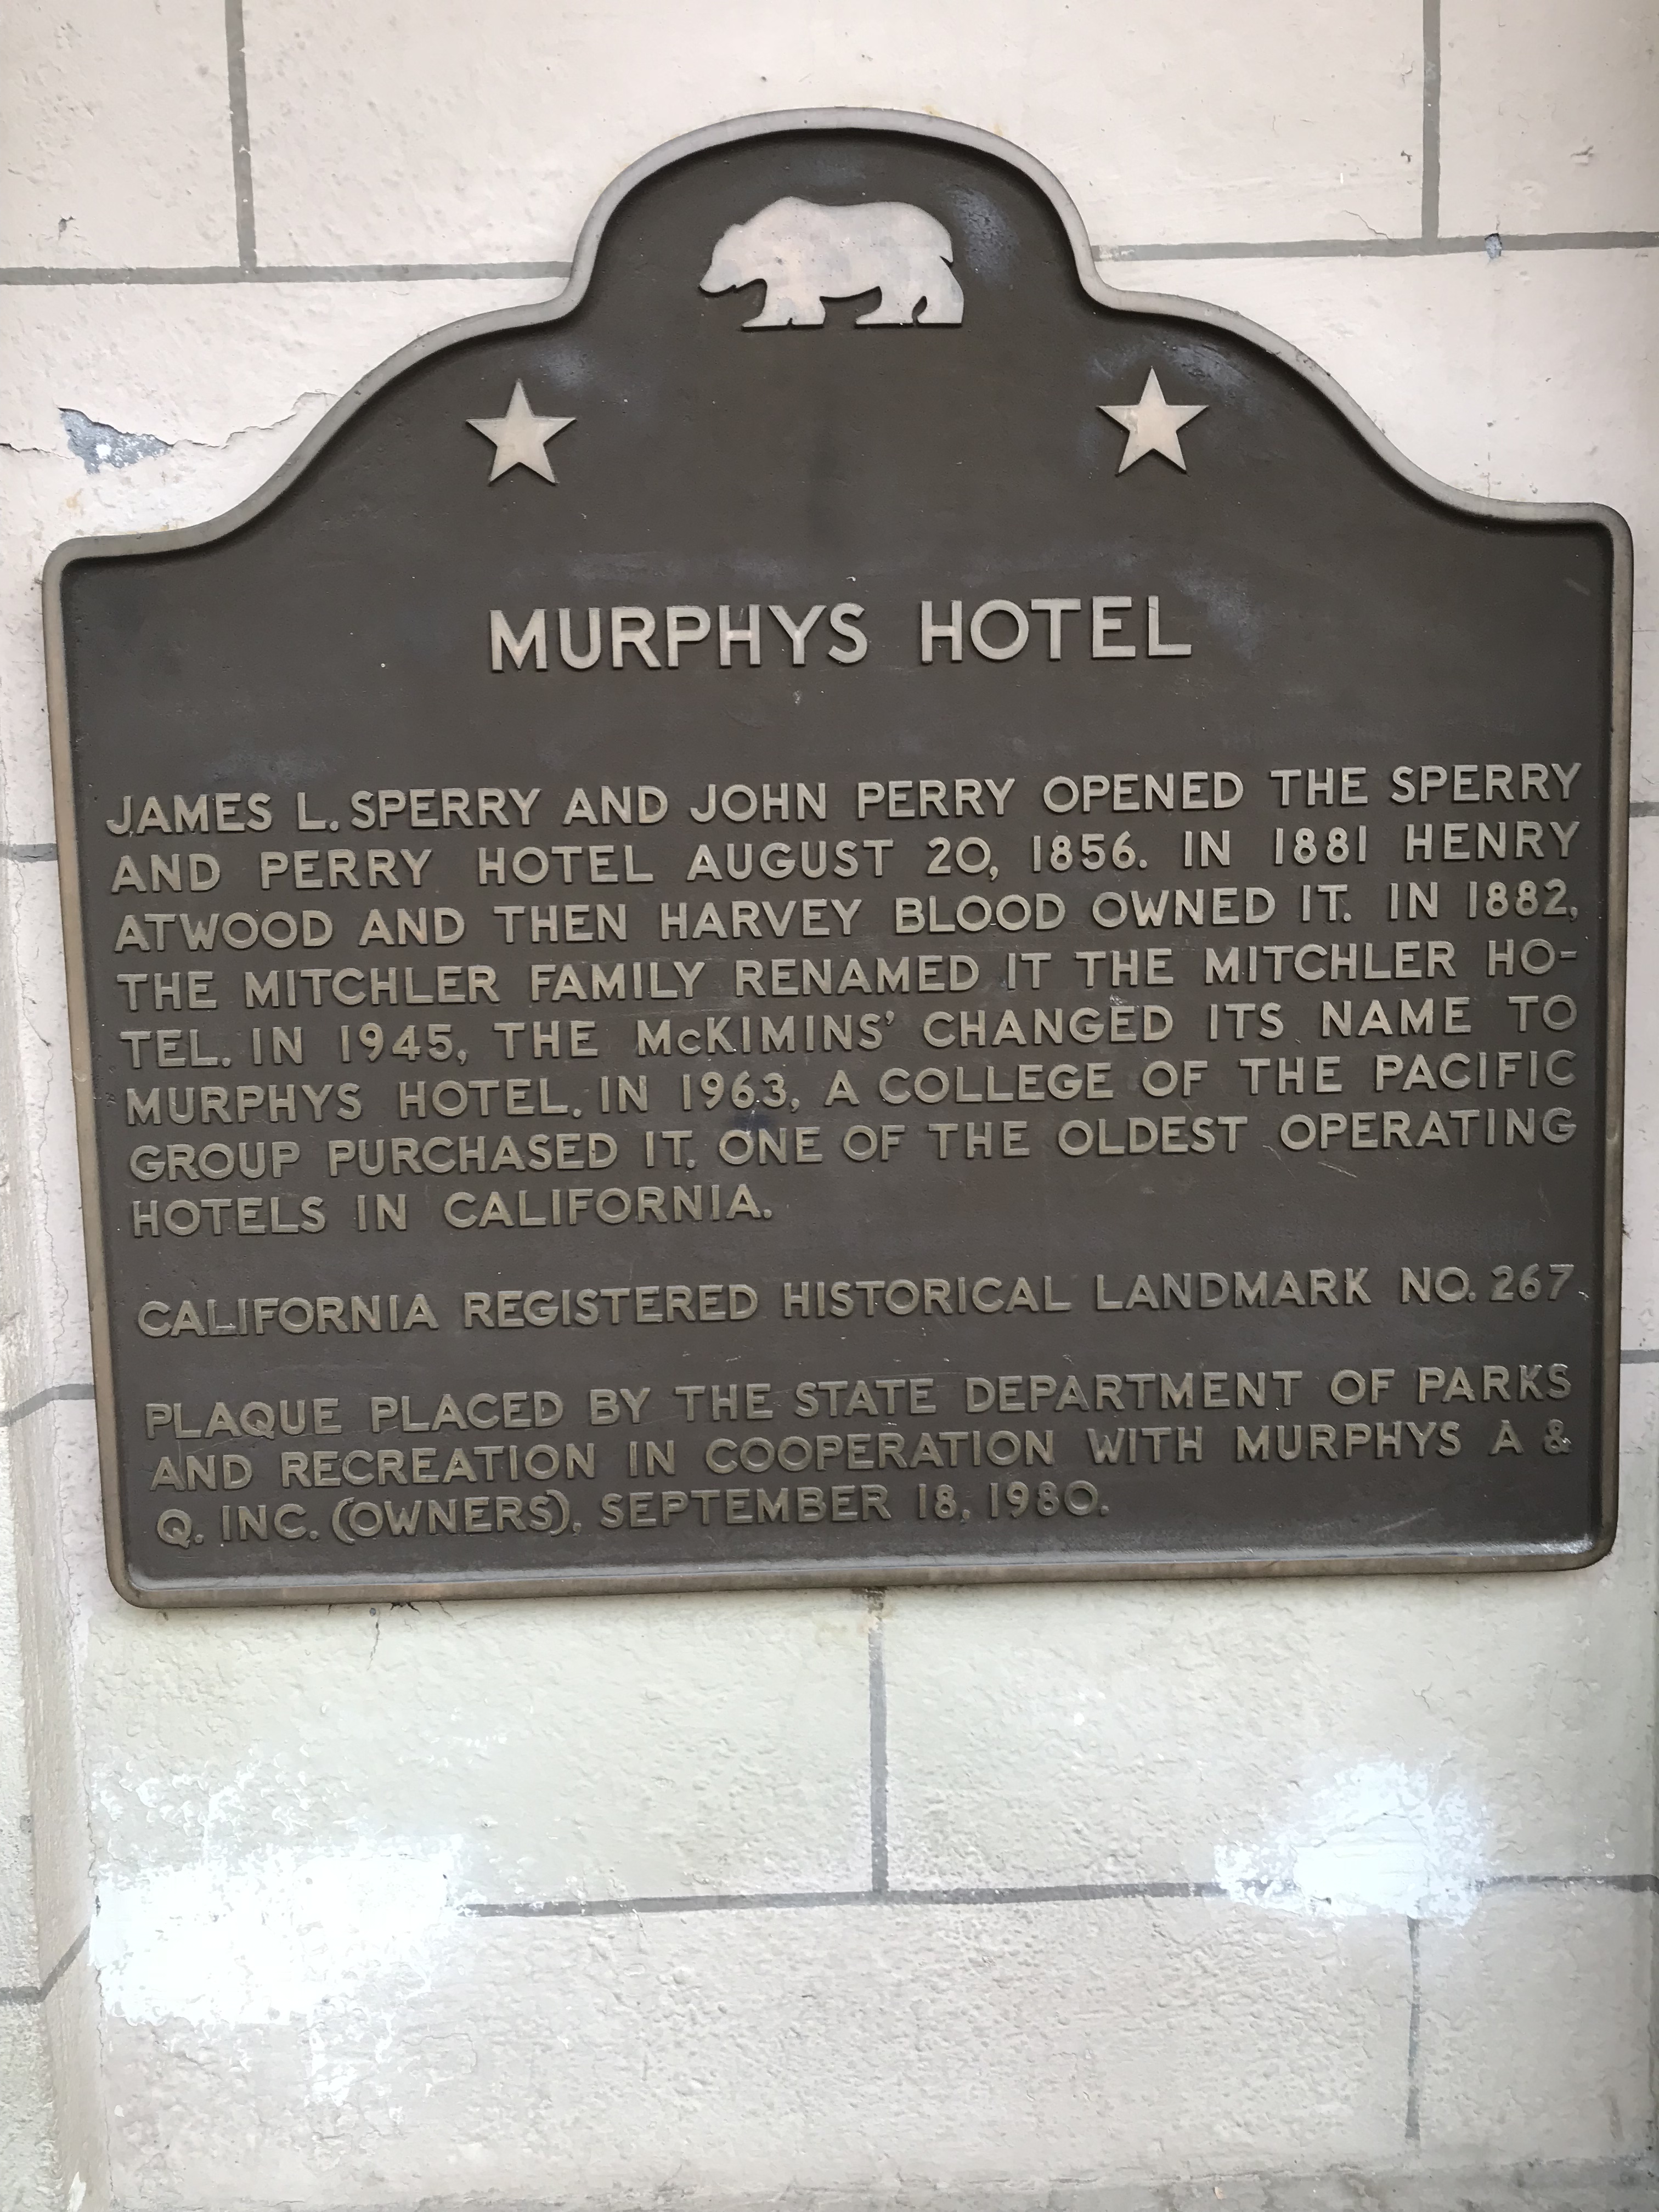 MURPHYS HOTEL
JAMES L. SPERRY AND JOHN PERRY OPENED THE SPERRY
AND PERRY HOTEL AUGUST 20, 1856. IN 1881 HENRY
ATWOOD AND THEN HARVEY BLOOD OWNED IT. IN 1882,
THE MITCHLER FAMILY RENAMED IT THE MITCHLER HO-
TEL. IN 1945, THE McKIMINS' CHANGED ITS NAME TO
MURPHYS HOTEL. IN 1963, A COLLEGE OF THE PACIFIC
GROUP PURCHASED IT. ONE OF THE OLDEST OPERATING
HOTELS IN CALIFORNIA.
CALIFORNIA REGISTERED HISTORICAL LANDMARK NO. 267
PLAQUE PLACED BY THE STATE DEPARTMENT OF PARKS
AND RECREATION IN COOPERATION WITH MURPHYS A &
Q. INC. (OWNERS), SEPTEMBER 18, 1980.